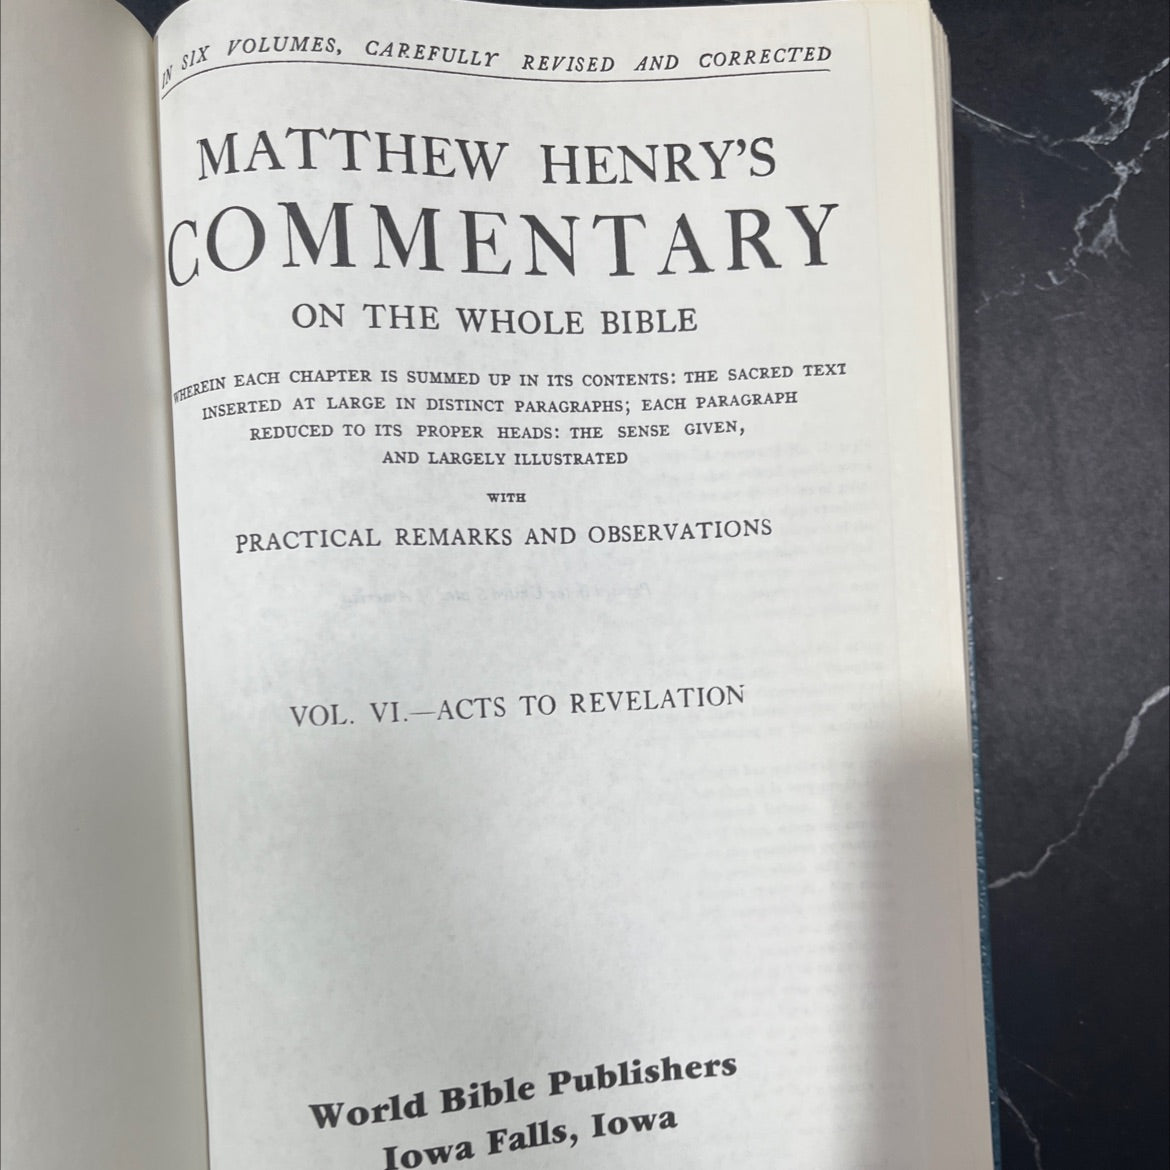 IN SIX VOLUMES, CAREFULLY REVISED AND CORRECTED
MATTHEW HENRY'S
COMMENTARY
ON THE WHOLE BIBLE
WHEREIN EACH CHAPTER IS SUMMED UP IN ITS CONTENTS: THE SACRED TEXT
INSERTED AT LARGE IN DISTINCT PARAGRAPHS; EACH PARAGRAPH
REDUCED TO ITS PROPER HEADS: THE SENSE GIVEN,
AND LARGELY ILLUSTRATED
WITH
PRACTICAL REMARKS AND OBSERVATIONS
VOL. VI.—ACTS TO REVELATION
World Bible Publishers
Iowa Falls, Iowa